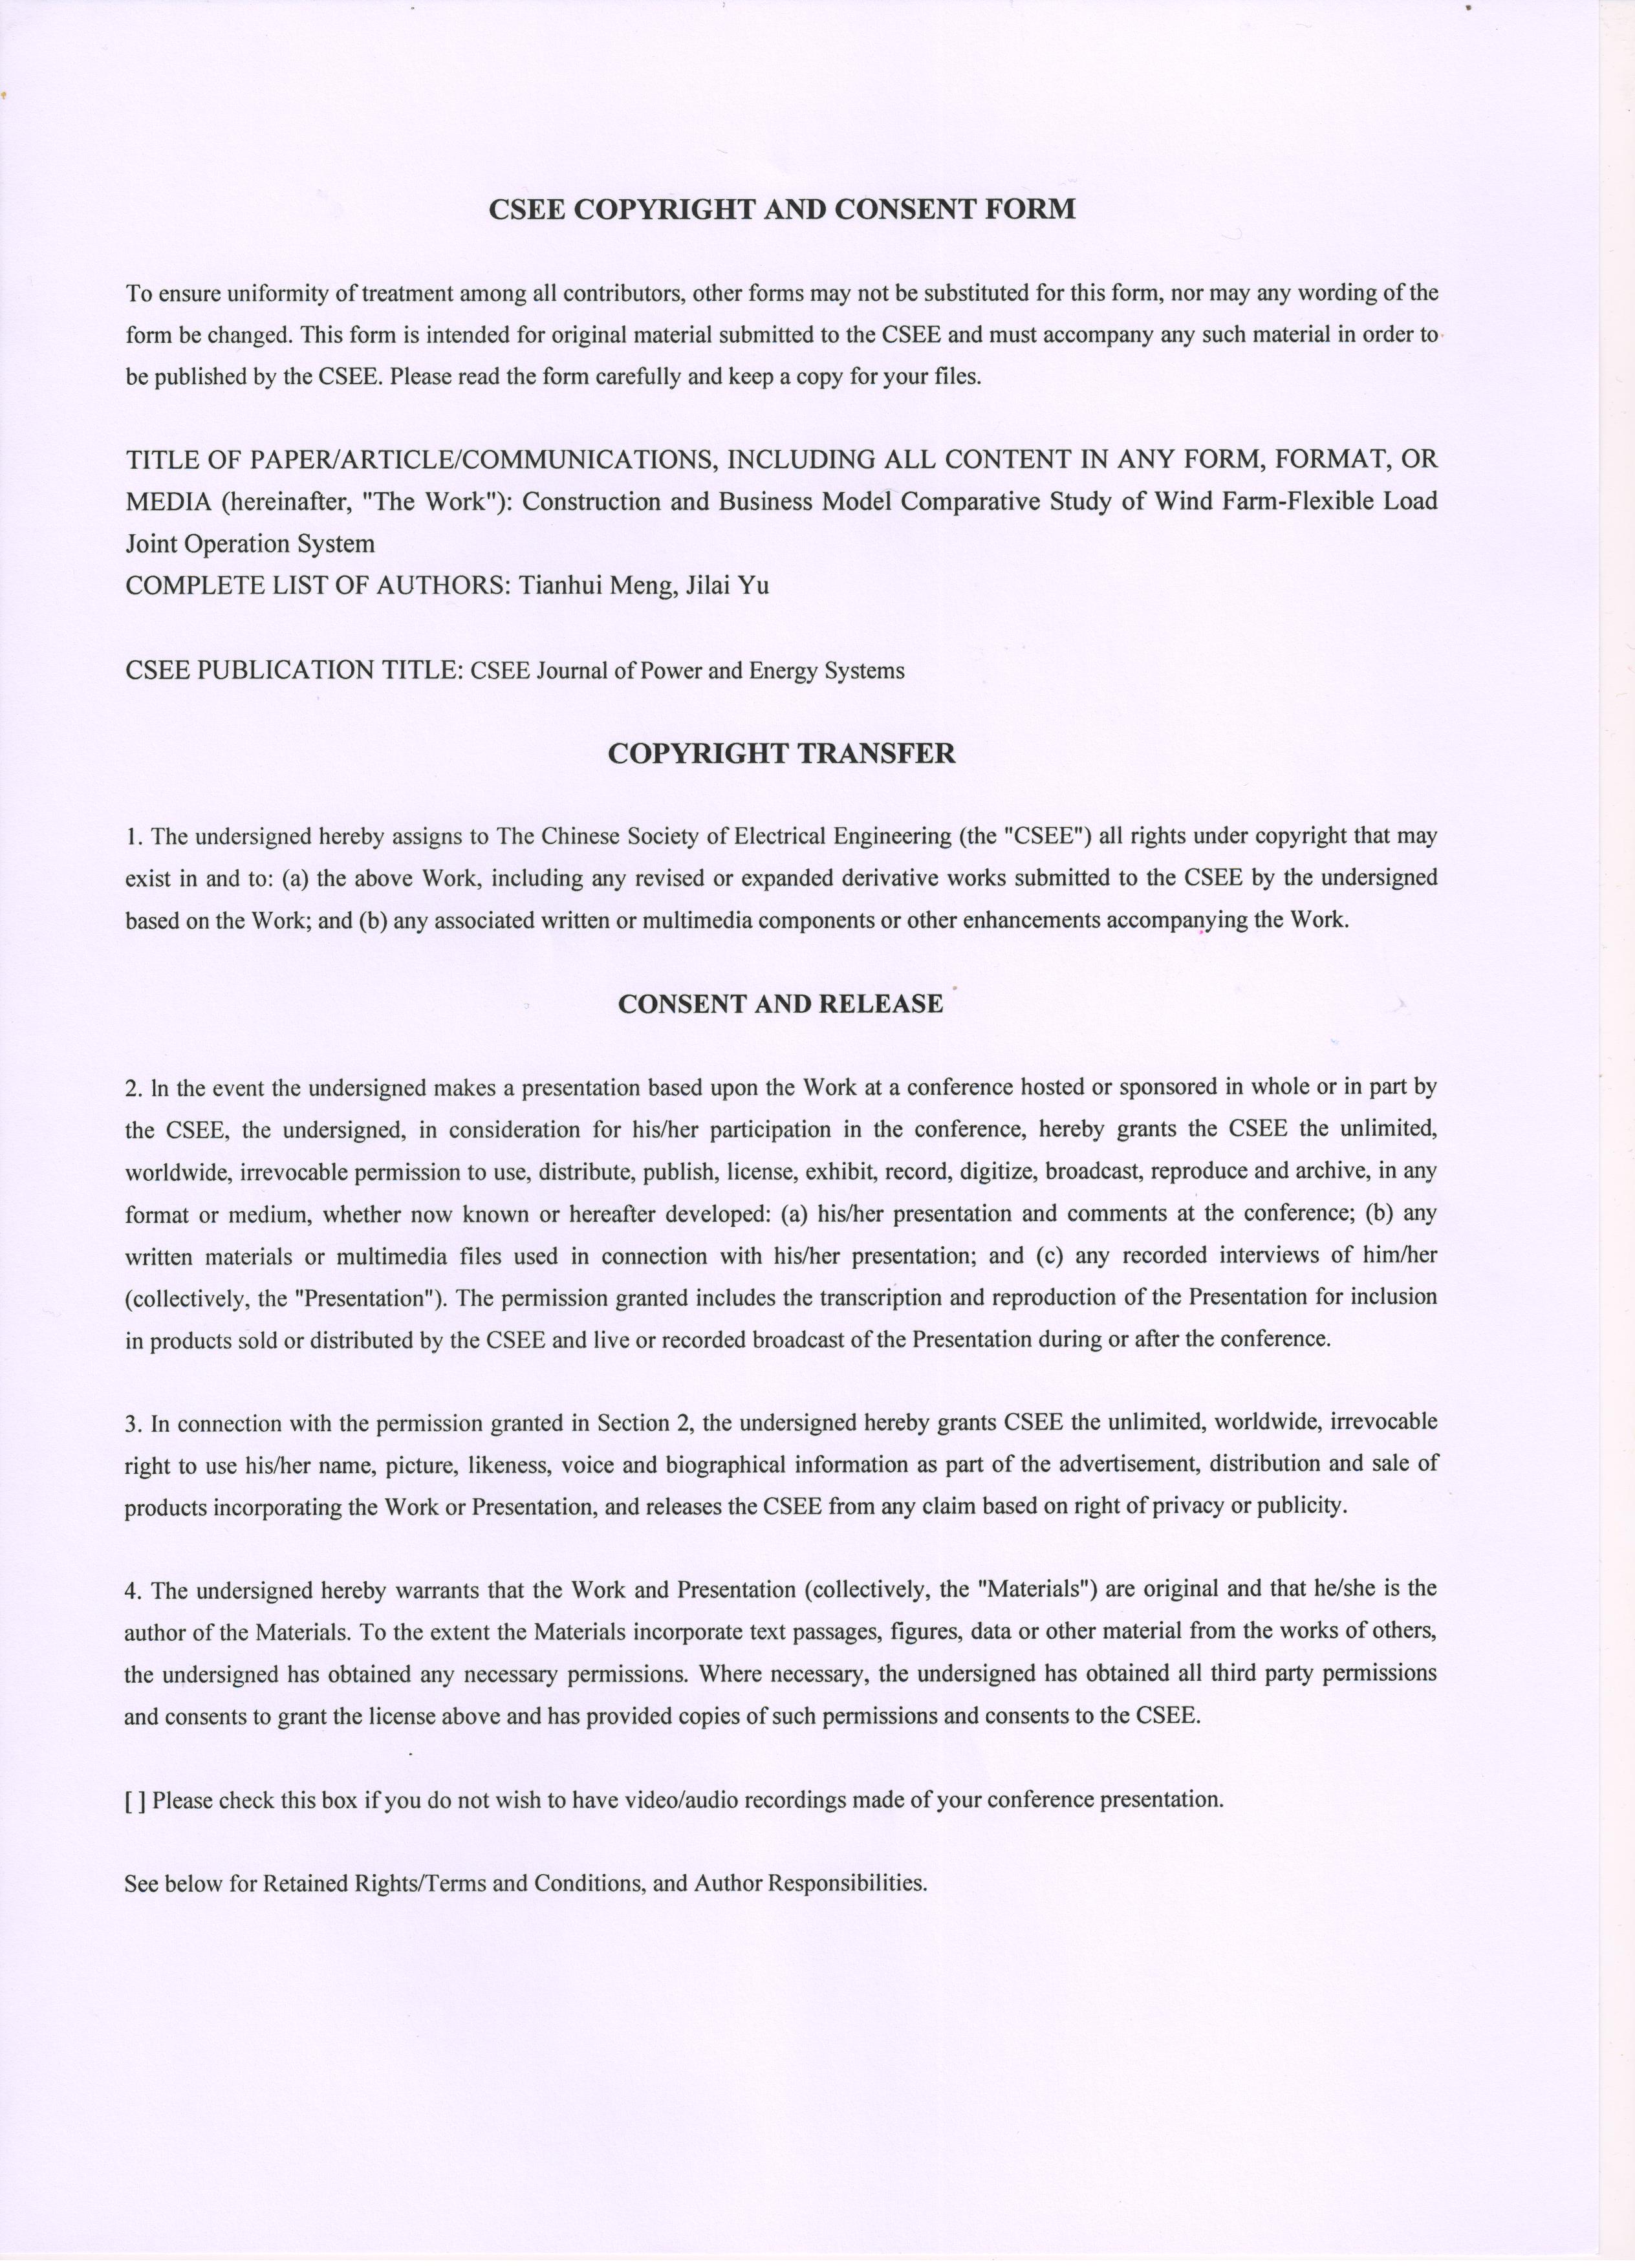 CSEE COPYRIGHT AND CONSENT FORM
To ensure uniformity of treatment among all contributors, other forms may not be substituted for this form, nor may any wording of the
form be changed. This form is intended for original material submitted to the CSEE and must accompany any such material in order to
be published by the CSEE. Please read the form carefully and keep a copy for your files.
TITLE OF PAPER/ARTICLE/COMMUNICATIONS, INCLUDING ALL CONTENT IN ANY FORM, FORMAT, OR
MEDIA (hereinafter, "The Work"): Construction and Business Model Comparative Study of Wind Farm-Flexible Load
Joint Operation System
COMPLETE LIST OF AUTHORS: Tianhui Meng, Jilai Yu
CSEE PUBLICATION TITLE: CSEE Journal of Power and Energy Systems
COPYRIGHT TRANSFER
1. The undersigned hereby assigns to The Chinese Society of Electrical Engineering (the "CSEE") all rights under copyright that may
exist in and to: (a) the above Work, including any revised or expanded derivative works submitted to the CSEE by the undersigned
based on the Work; and (b) any associated written or multimedia components or other enhancements accompanying the Work.
CONSENT AND RELEASE
2. In the event the undersigned makes a presentation based upon the Work at a conference hosted or sponsored in whole or in part by
the CSEE, the undersigned, in consideration for his/her participation in the conference, hereby grants the CSEE the unlimited,
worldwide, irrevocable permission to use, distribute, publish, license, exhibit, record, digitize, broadcast, reproduce and archive, in any
format or medium, whether now known or hereafter developed: (a) his/her presentation and comments at the conference; (b) any
written materials or multimedia files used in connection with his/her presentation; and (c) any recorded interviews of him/her
(collectively, the "Presentation"). The permission granted includes the transcription and reproduction of the Presentation for inclusion
in products sold or distributed by the CSEE and live or recorded broadcast of the Presentation during or after the conference.
3. In connection with the permission granted in Section 2, the undersigned hereby grants CSEE the unlimited, worldwide, irrevocable
right to use his/her name, picture, likeness, voice and biographical information as part of the advertisement, distribution and sale of
products incorporating the Work or Presentation, and releases the CSEE from any claim based on right of privacy or publicity.
4. The undersigned hereby warrants that the Work and Presentation (collectively, the "Materials") are original and that he/she is the
author of the Materials. To the extent the Materials incorporate text passages, figures, data or other material from the works of others,
the undersigned has obtained any necessary permissions. Where necessary, the undersigned has obtained all third party permissions
and consents to grant the license above and has provided copies of such permissions and consents to the CSEE.
[ ] Please check this box if you do not wish to have video/audio recordings made of your conference presentation.
See below for Retained Rights/Terms and Conditions, and Author Responsibilities.